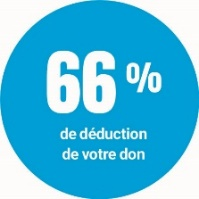 66 %
de déduction
de votre don